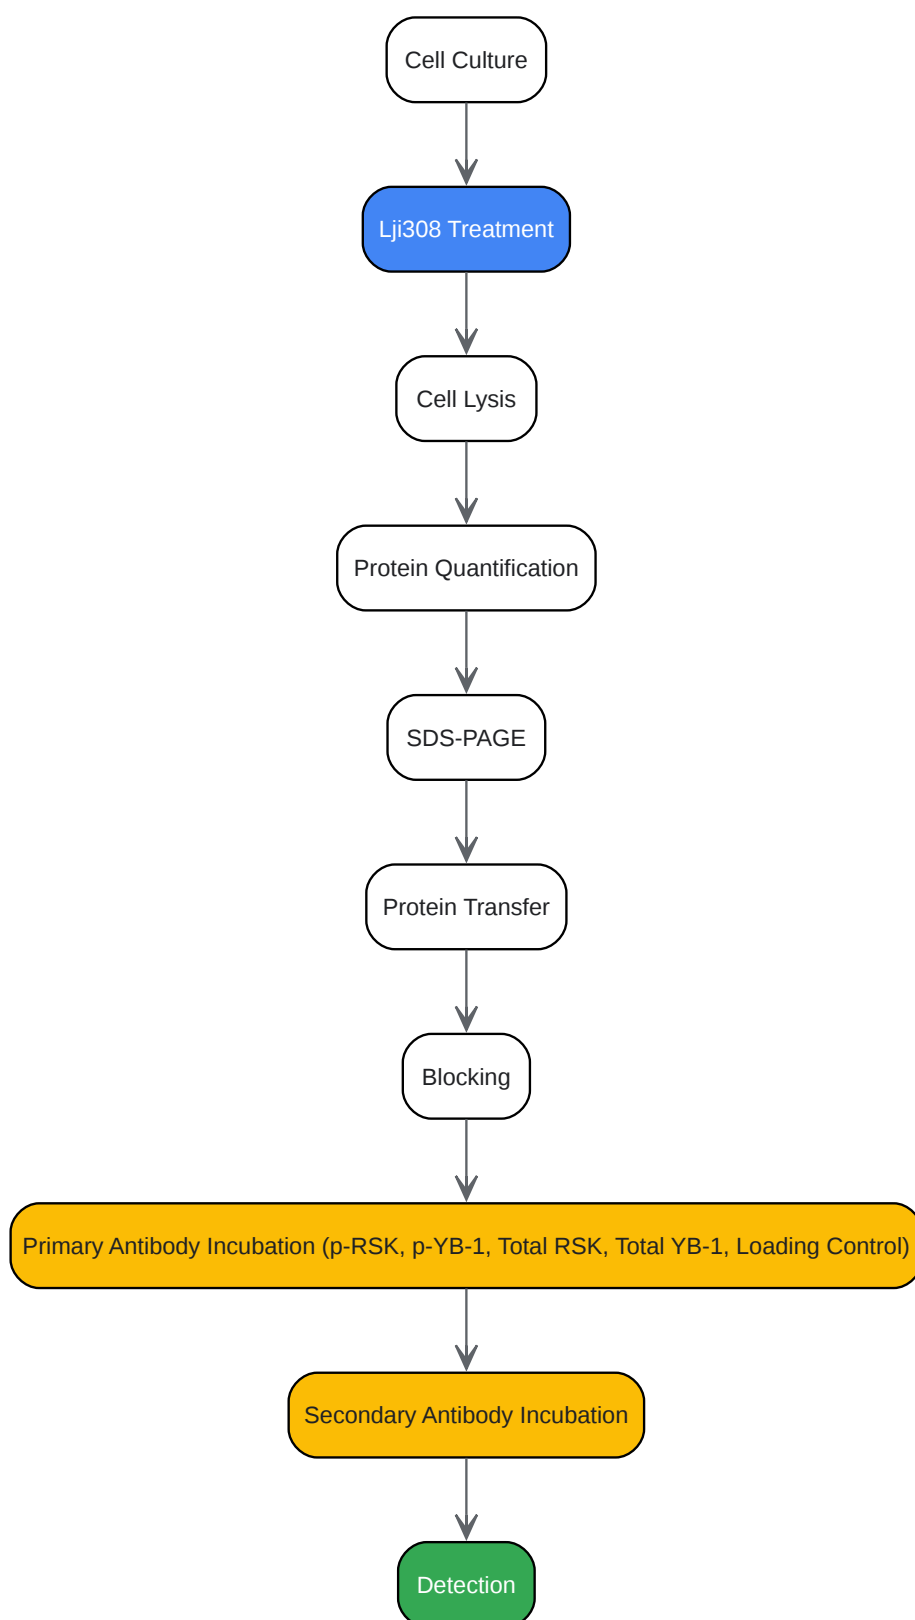 Cell Culture
Lji308 Treatment
Cell Lysis
Protein Quantification
SDS-PAGE
Protein Transfer
Blocking
Primary Antibody Incubation (p-RSK, p-YB-1, Total RSK, Total YB-1, Loading Control)
Secondary Antibody Incubation
Detection